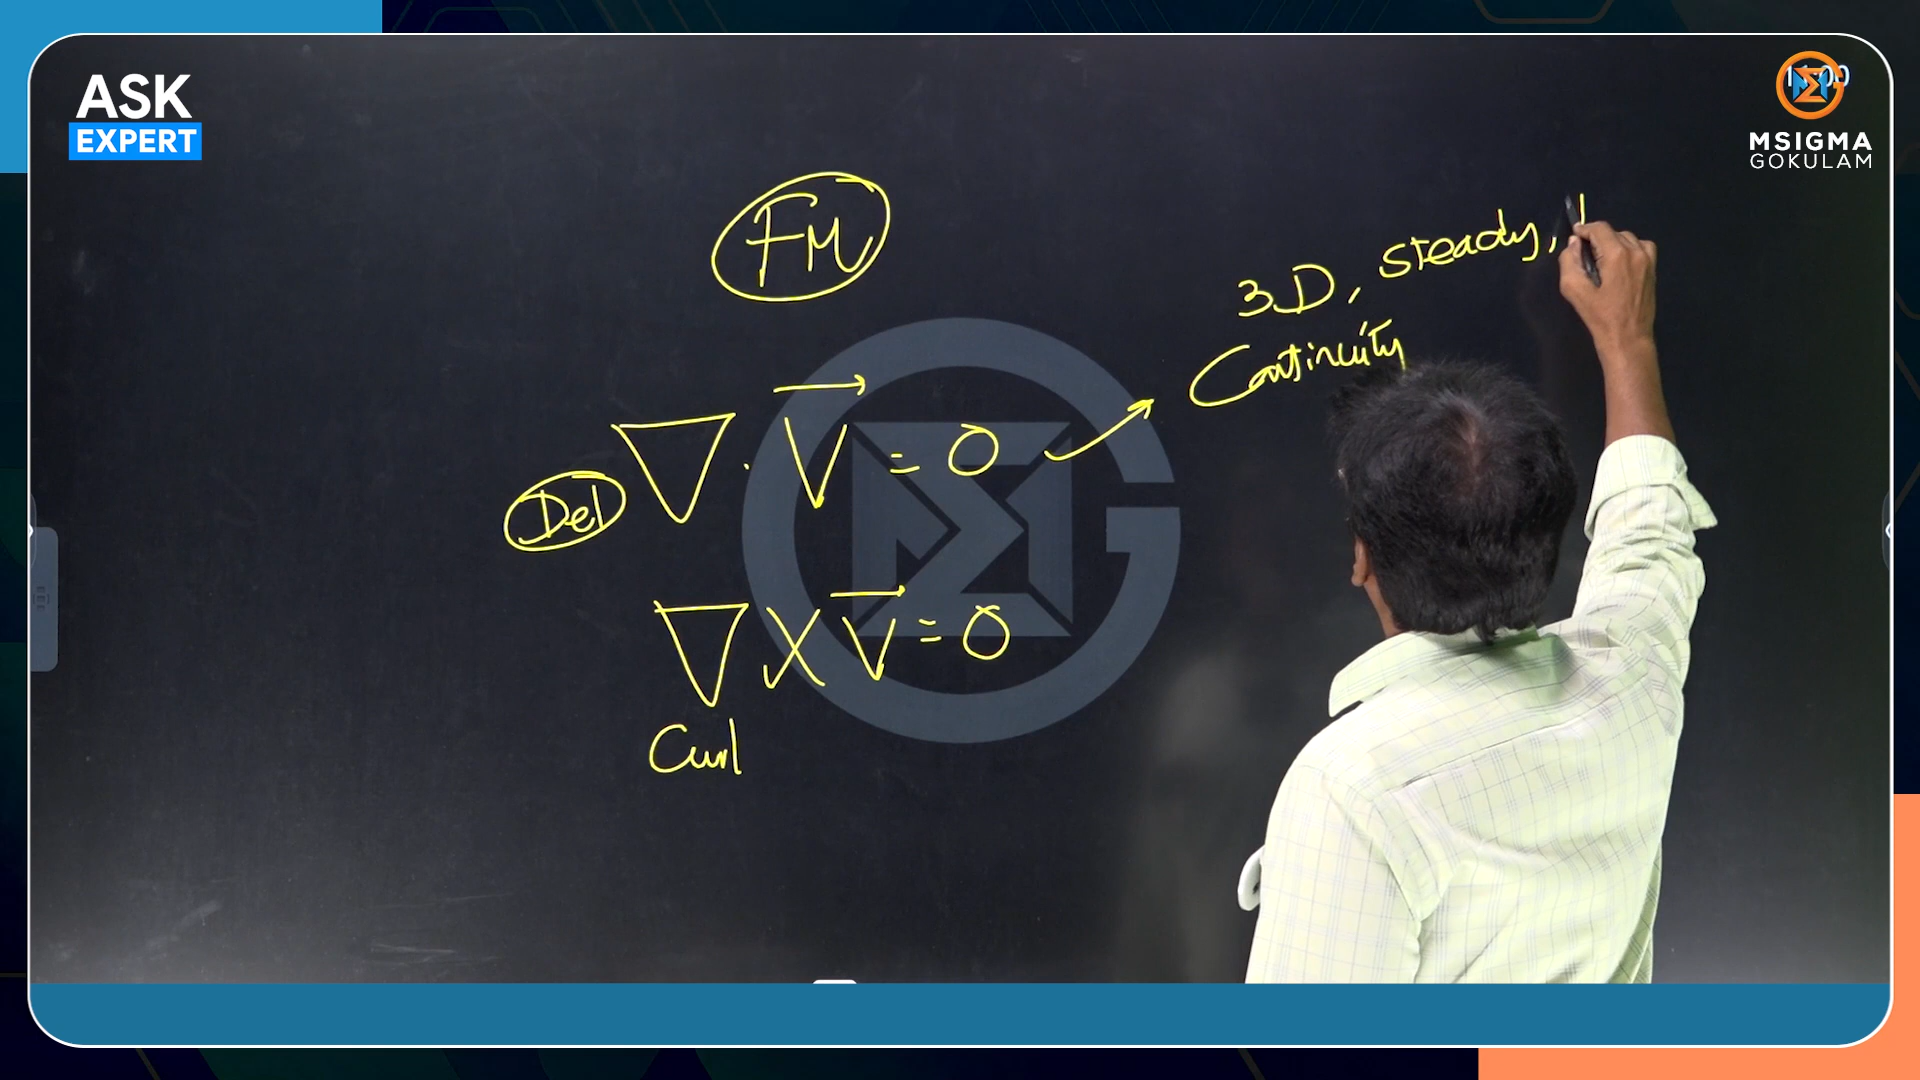 ASK
EXPERT
MSIGMA
GOKULAM
FM
3D, steady,
Continuity
∇ . V⃗ = 0
Del
∇ X V⃗ = 0
Curl